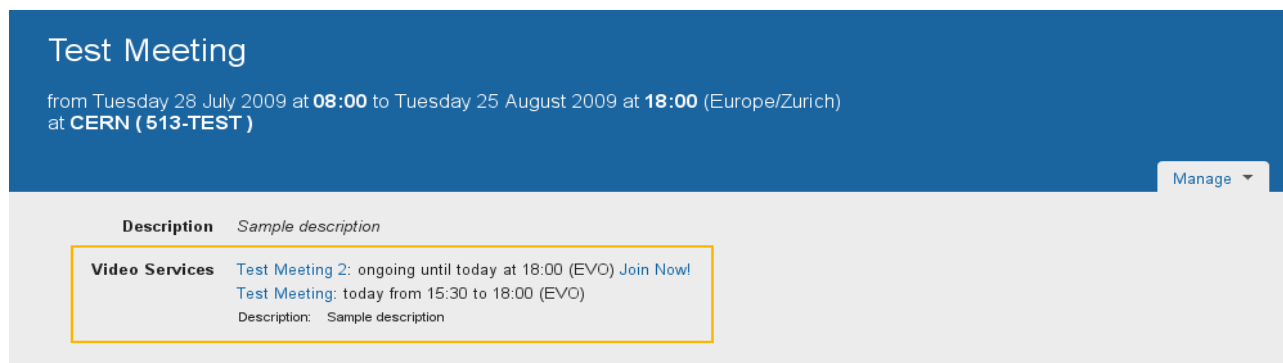 Test Meeting
from Tuesday 28 July 2009 at 08:00 to Tuesday 25 August 2009 at 18:00 (Europe/Zurich)
at CERN ( 513-TEST )
Manage
Description Sample description
Video Services Test Meeting 2: ongoing until today at 18:00 (EVO) Join Now!
Test Meeting: today from 15:30 to 18:00 (EVO)
Description: Sample description